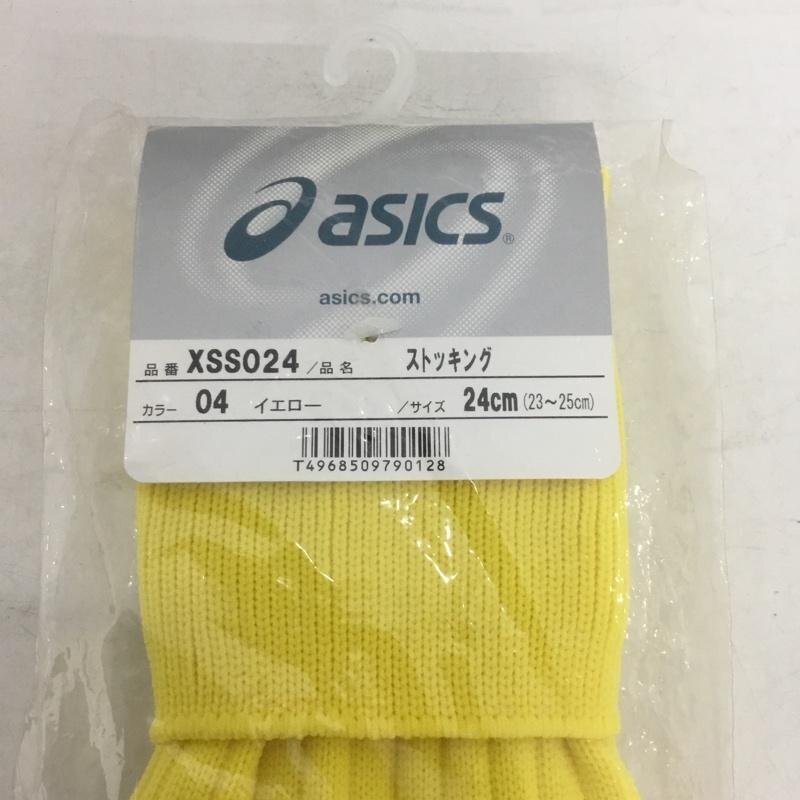 asics®
asics.com
品番 XSS024 /品名 ストッキング
カラー 04 イエロー /サイズ 24cm (23〜25cm)
T4968509790128